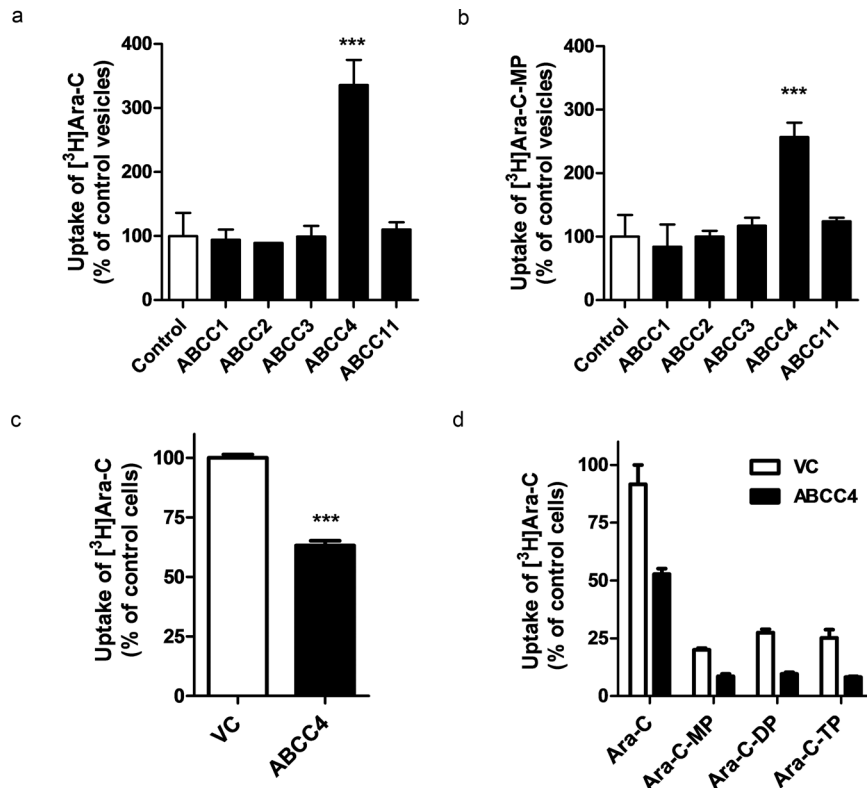 a
Uptake of [³H]Ara-C
(% of control vesicles)
400
300
200
100
0
***
Control
ABCC1
ABCC2
ABCC3
ABCC4
ABCC11
b
Uptake of [³H]Ara-C-MP
(% of control vesicles)
400
300
200
100
0
***
Control
ABCC1
ABCC2
ABCC3
ABCC4
ABCC11
c
Uptake of [³H]Ara-C
(% of control cells)
100
75
50
25
0
***
VC
ABCC4
d
Uptake of [³H]Ara-C
(% of control cells)
100
75
50
25
0
VC
ABCC4
Ara-C
Ara-C-MP
Ara-C-DP
Ara-C-TP